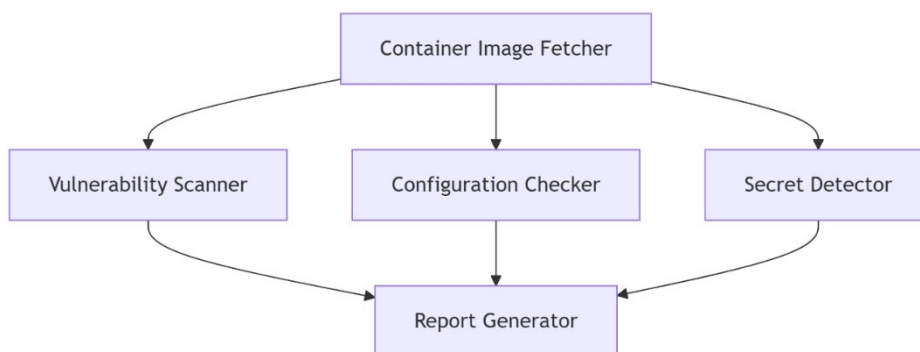 Container Image Fetcher
Vulnerability Scanner
Configuration Checker
Secret Detector
Report Generator